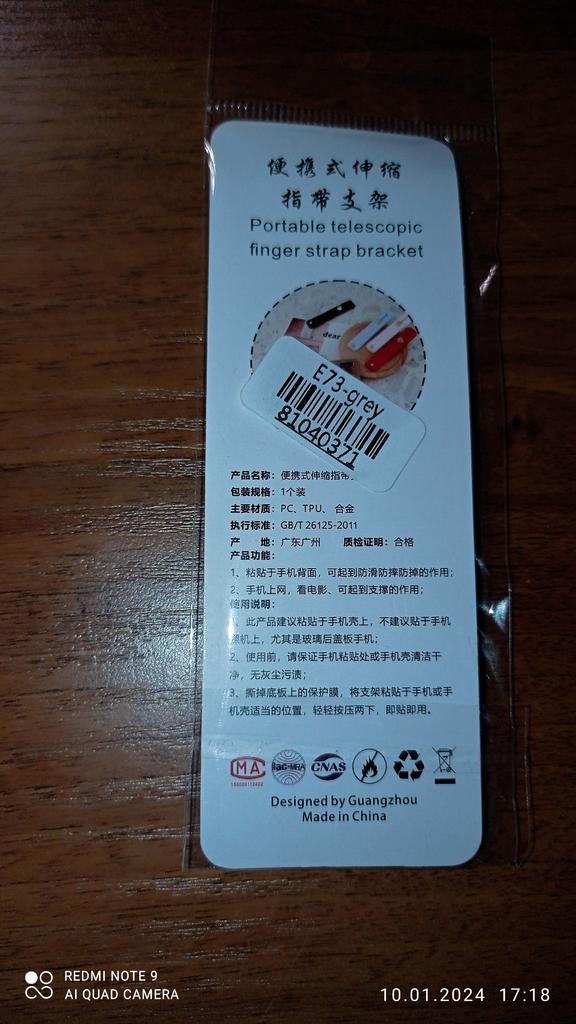 便携式伸缩
指带支架
Portable telescopic
finger strap bracket
dear
E73-grey
81040371
产品名称: 便携式伸缩指带
包装规格: 1个装
主要材质: PC、TPU、 合金
执行标准: GB/T 26125-2011
产 地: 广东广州 质检证明: 合格
产品功能:
1、粘贴于手机背面，可起到防滑防摔防掉的作用；
2、手机上网，看电影、可起到支撑的作用；
使用说明:
、此产品建议粘贴于手机壳上，不建议贴于手机
机上，尤其是玻璃后盖板手机；
2、使用前，请保证手机粘贴处或手机壳清洁干
净，无灰尘污渍；
3、撕掉底板上的保护膜，将支架粘贴于手机或手
机壳适当的位置，轻轻按压两下，即贴即用。
MA
ilac-MRA
CNAS
Designed by Guangzhou
Made in China
REDMI NOTE 9
AI QUAD CAMERA
10.01.2024 17:18